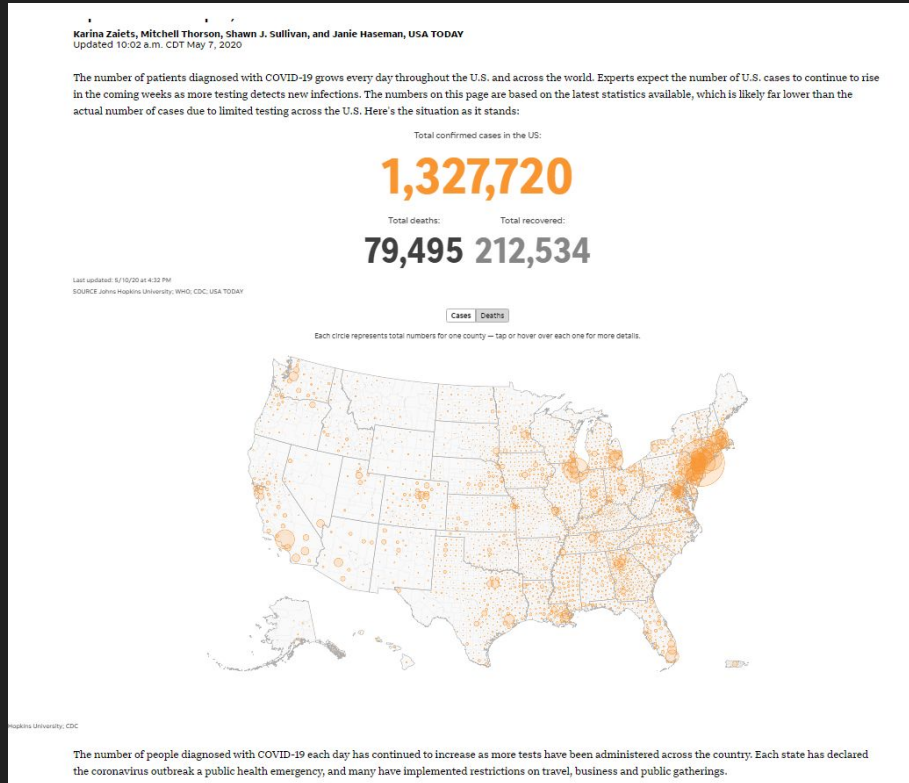 Karina Zaiets, Mitchell Thorson, Shawn J. Sullivan, and Janie Haseman, USA TODAY
Updated 10:02 a.m. CDT May 7, 2020
The number of patients diagnosed with COVID-19 grows every day throughout the U.S. and across the world. Experts expect the number of U.S. cases to continue to rise
in the coming weeks as more testing detects new infections. The numbers on this page are based on the latest statistics available, which is likely far lower than the
actual number of cases due to limited testing across the U.S. Here's the situation as it stands:
Total confirmed cases in the US:
1,327,720
Total deaths: Total recovered:
79,495 212,534
Last updated: 5/10/20 at 4:32 PM
SOURCE Johns Hopkins University; WHO; CDC; USA TODAY
Cases Deaths
Each circle represents total numbers for one county — tap or hover over each one for more details.
Hopkins University, CDC
The number of people diagnosed with COVID-19 each day has continued to increase as more tests have been administered across the country. Each state has declared
the coronavirus outbreak a public health emergency, and many have implemented restrictions on travel, business and public gatherings.